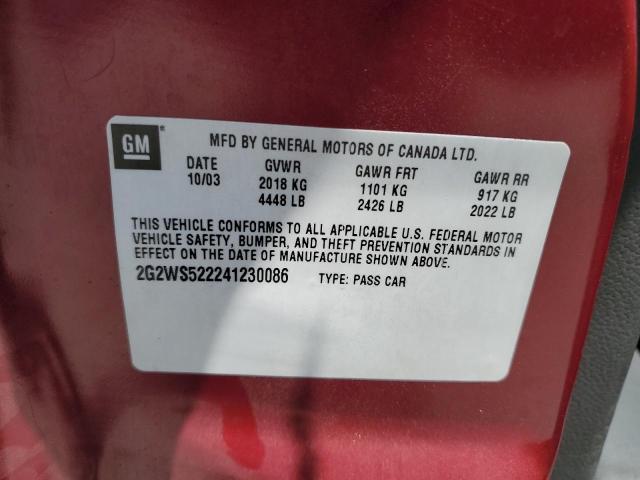 GM ® MFD BY GENERAL MOTORS OF CANADA LTD.
DATE GVWR GAWR FRT GAWR RR
10/03 2018 KG 1101 KG 917 KG
4448 LB 2426 LB 2022 LB
THIS VEHICLE CONFORMS TO ALL APPLICABLE U.S. FEDERAL MOTOR
VEHICLE SAFETY, BUMPER, AND THEFT PREVENTION STANDARDS IN
EFFECT ON THE DATE OF MANUFACTURE SHOWN ABOVE.
2G2WS522241230086 TYPE: PASS CAR